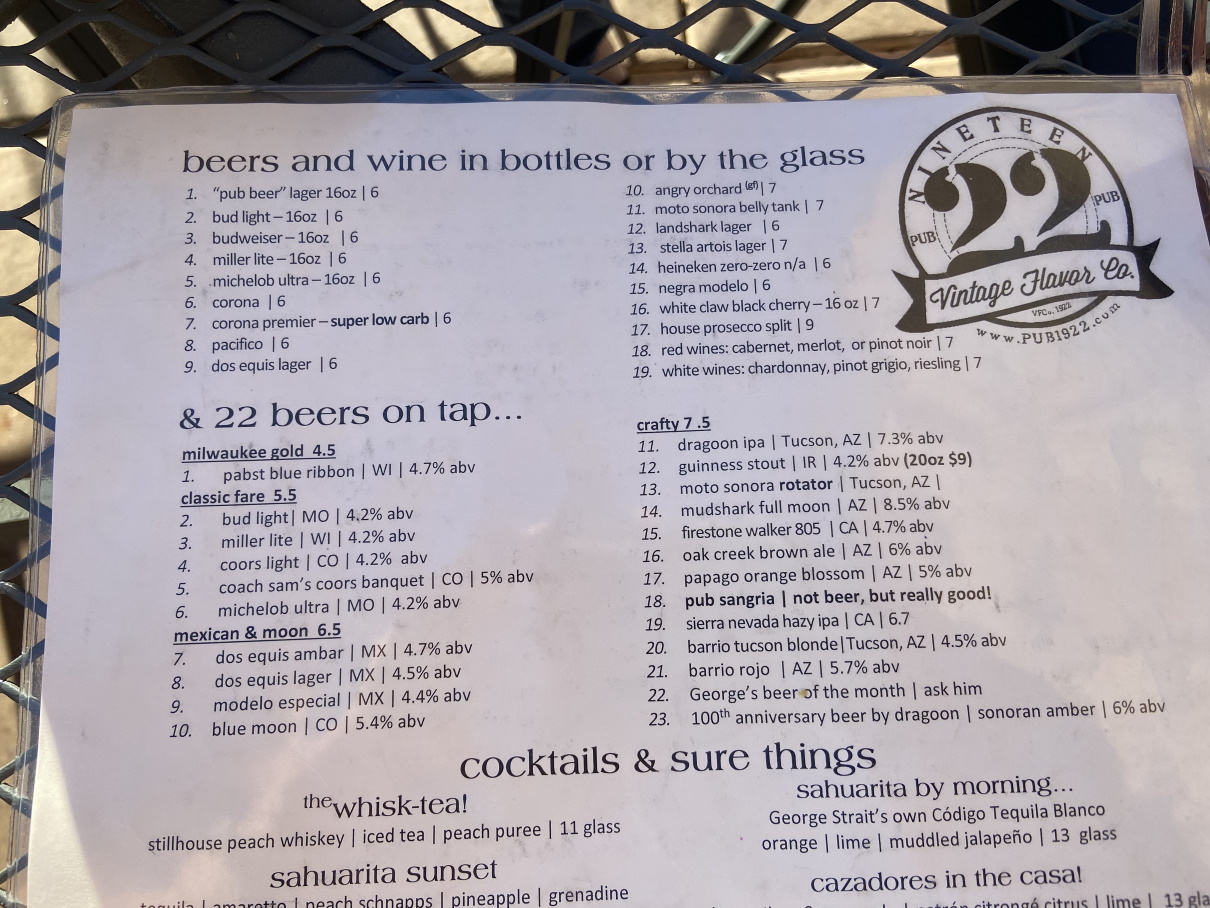 beers and wine in bottles or by the glass
1. “pub beer” lager 16oz | 6
2. bud light – 16oz | 6
3. budweiser – 16oz | 6
4. miller lite – 16oz | 6
5. michelob ultra – 16oz | 6
6. corona | 6
7. corona premier – super low carb | 6
8. pacifico | 6
9. dos equis lager | 6
10. angry orchard (gf) | 7
11. moto sonora belly tank | 7
12. landshark lager | 6
13. stella artois lager | 7
14. heineken zero-zero n/a | 6
15. negra modelo | 6
16. white claw black cherry – 16 oz | 7
17. house prosecco split | 9
18. red wines: cabernet, merlot, or pinot noir | 7
19. white wines: chardonnay, pinot grigio, riesling | 7
NINETEEN
22
PUB
PUB
Vintage Flavor Co.
VFCo. 1922
www.PUB1922.com
& 22 beers on tap...
milwaukee gold 4.5
1. pabst blue ribbon | WI | 4.7% abv
classic fare 5.5
2. bud light| MO | 4.2% abv
3. miller lite | WI | 4.2% abv
4. coors light | CO | 4.2% abv
5. coach sam’s coors banquet | CO | 5% abv
6. michelob ultra | MO | 4.2% abv
mexican & moon 6.5
7. dos equis ambar | MX | 4.7% abv
8. dos equis lager | MX | 4.5% abv
9. modelo especial | MX | 4.4% abv
10. blue moon | CO | 5.4% abv
crafty 7 .5
11. dragoon ipa | Tucson, AZ | 7.3% abv
12. guinness stout | IR | 4.2% abv (20oz $9)
13. moto sonora rotator | Tucson, AZ |
14. mudshark full moon | AZ | 8.5% abv
15. firestone walker 805 | CA | 4.7% abv
16. oak creek brown ale | AZ | 6% abv
17. papago orange blossom | AZ | 5% abv
18. pub sangria | not beer, but really good!
19. sierra nevada hazy ipa | CA | 6.7
20. barrio tucson blonde|Tucson, AZ | 4.5% abv
21. barrio rojo | AZ | 5.7% abv
22. George’s beer of the month | ask him
23. 100th anniversary beer by dragoon | sonoran amber | 6% abv
cocktails & sure things
the whisk-tea!
stillhouse peach whiskey | iced tea | peach puree | 11 glass
sahuarita sunset
tequila | amaretto | peach schnapps | pineapple | grenadine
sahuarita by morning...
George Strait’s own Código Tequila Blanco
orange | lime | muddled jalapeño | 13 glass
cazadores in the casa!
citrongé citrus | lime | 13